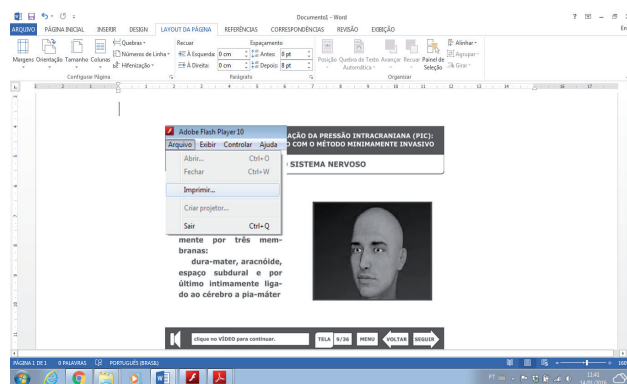 Documento1 - Word
ARQUIVO PÁGINA INICIAL INSERIR DESIGN LAYOUT DA PÁGINA REFERÊNCIAS CORRESPONDÊNCIAS REVISÃO EXIBIÇÃO
Quebras
Números de Linha
Hifenização
Recuar
À Esquerda: 0 cm
À Direita: 0 cm
Espaçamento
Antes: 0 pt
Depois: 8 pt
Alinhar
Agrupar
Girar
Margens Orientação Tamanho Colunas
Posição Quebra de Texto Automática Avançar Recuar Painel de Seleção
Configurar Página Parágrafo Organizar
Adobe Flash Player 10
Arquivo Exibir Controlar Ajuda
Abrir... Ctrl+O
Fechar Ctrl+W
Imprimir...
Criar projetor...
Sair Ctrl+Q
AÇÃO DA PRESSÃO INTRACRANIANA (PIC):
COM O MÉTODO MINIMAMENTE INVASIVO
SISTEMA NERVOSO
mente por três mem-
branas:
dura-mater, aracnóide,
espaço subdural e por
último intimamente liga-
do ao cérebro a pia-máter
clique no VÍDEO para continuar. TELA 9/36 MENU VOLTAR SEGUIR
PÁGINA 1 DE 1 0 PALAVRAS PORTUGUÊS (BRASIL)
PT 11:41
14/01/2016